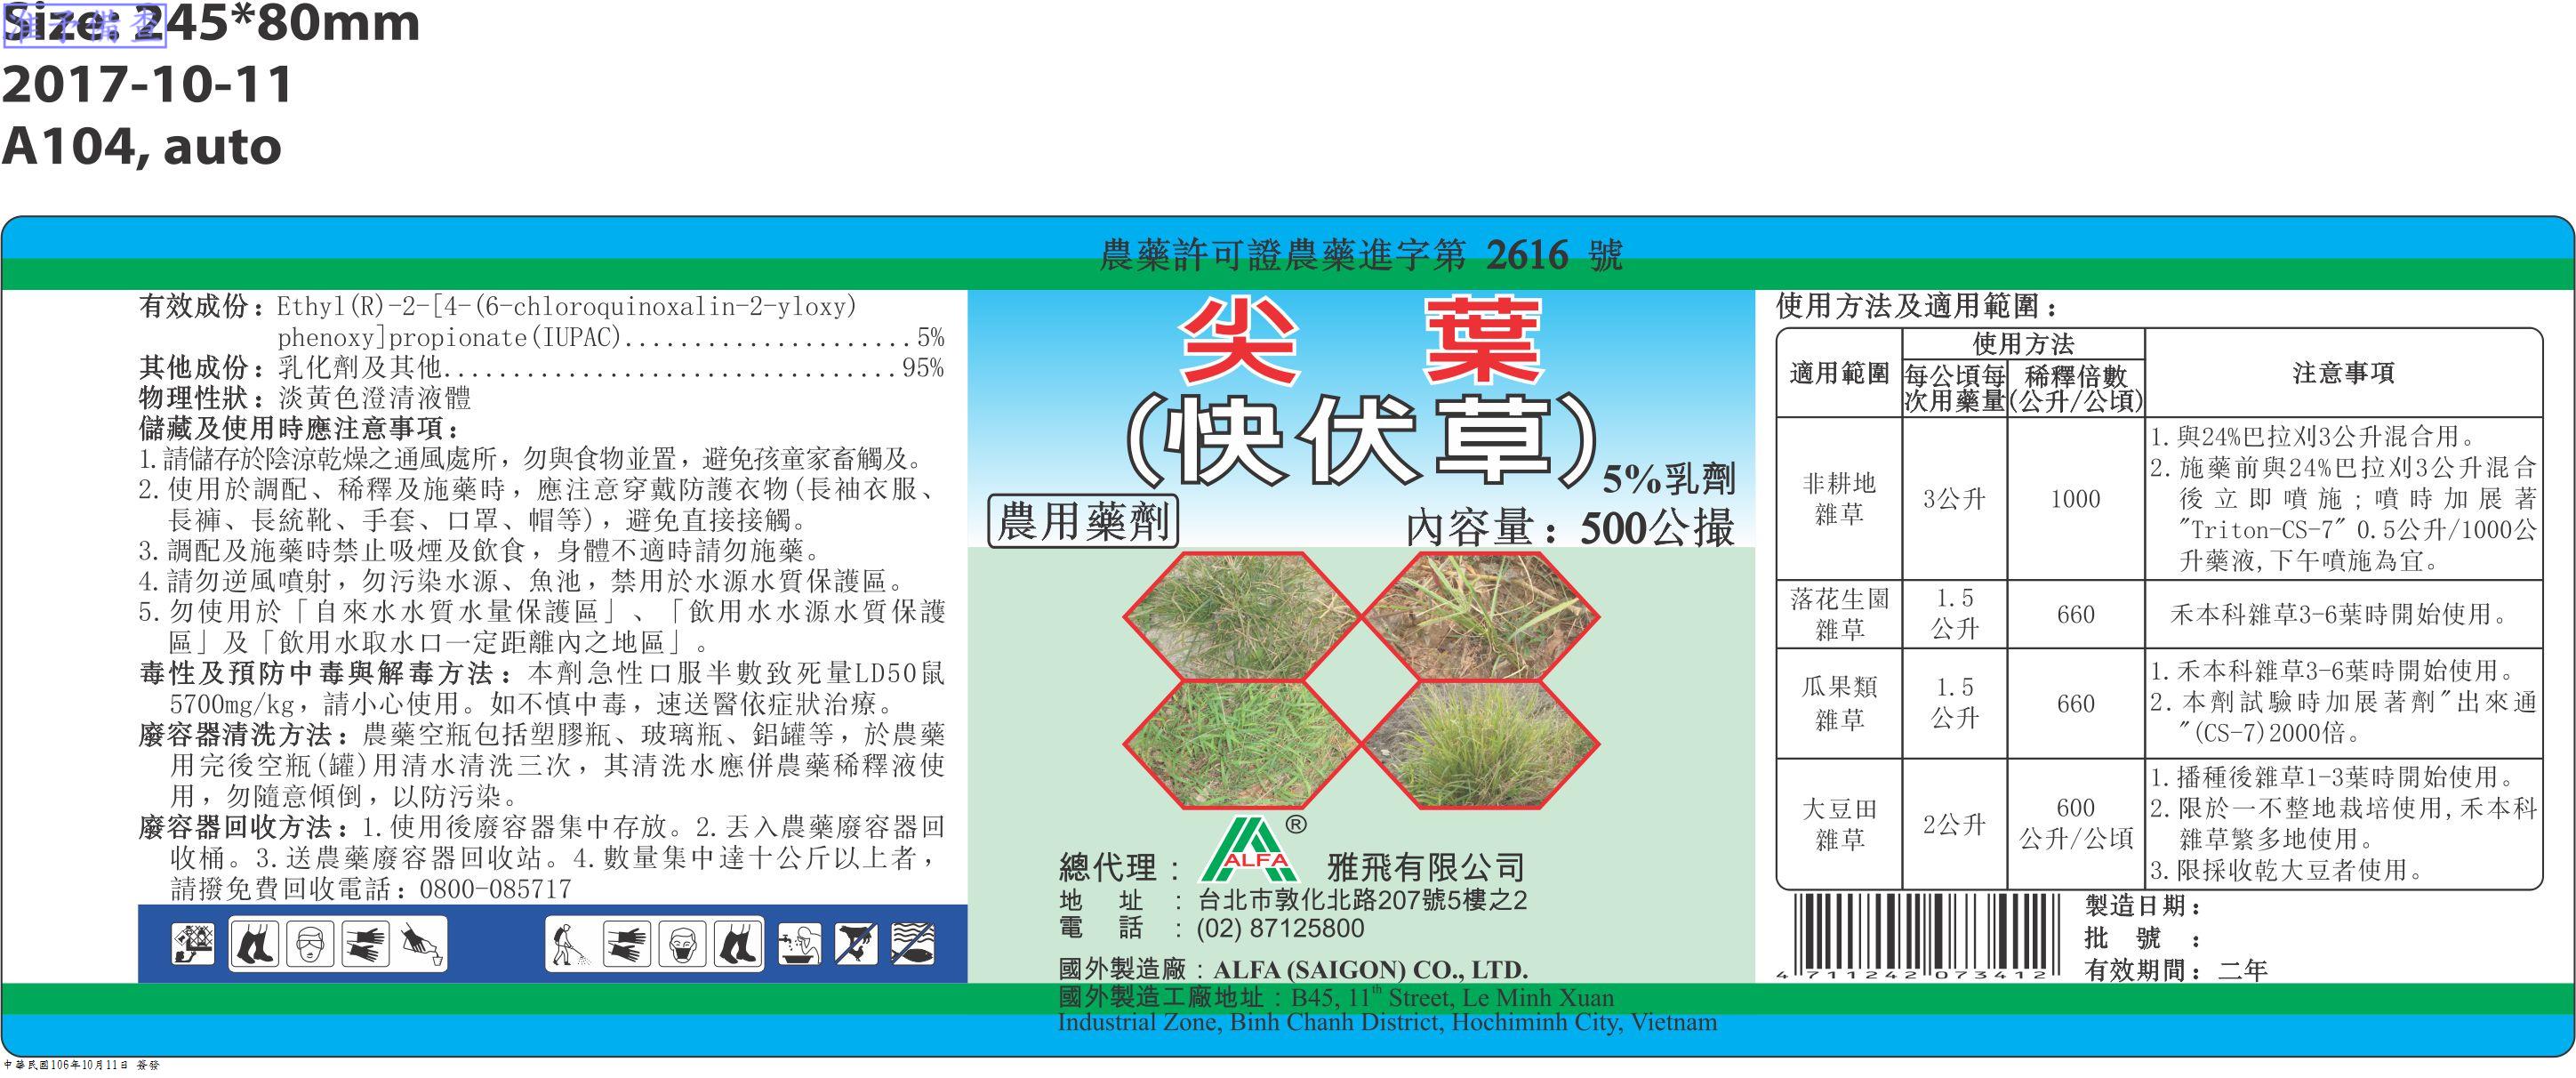 Size: 245*80mm
准予備查
2017-10-11
A104, auto
農藥許可證農藥進字第 2616 號
有效成份：Ethyl(R)-2-[4-(6-chloroquinoxalin-2-yloxy)
phenoxy]propionate(IUPAC).....................5%
其他成份：乳化劑及其他.................................95%
物理性狀：淡黃色澄清液體
儲藏及使用時應注意事項：
1.請儲存於陰涼乾燥之通風處所，勿與食物並置，避免孩童家畜觸及。
2.使用於調配、稀釋及施藥時，應注意穿戴防護衣物(長袖衣服、
長褲、長統靴、手套、口罩、帽等)，避免直接接觸。
3.調配及施藥時禁止吸煙及飲食，身體不適時請勿施藥。
4.請勿逆風噴射，勿污染水源、魚池，禁用於水源水質保護區。
5.勿使用於「自來水水質水量保護區」、「飲用水水源水質保護
區」及「飲用水取水口一定距離內之地區」。
毒性及預防中毒與解毒方法：本劑急性口服半數致死量LD50鼠
5700mg/kg，請小心使用。如不慎中毒，速送醫依症狀治療。
廢容器清洗方法：農藥空瓶包括塑膠瓶、玻璃瓶、鋁罐等，於農藥
用完後空瓶(罐)用清水清洗三次，其清洗水應併農藥稀釋液使
用，勿隨意傾倒，以防污染。
廢容器回收方法：1.使用後廢容器集中存放。2.丟入農藥廢容器回
收桶。3.送農藥廢容器回收站。4.數量集中達十公斤以上者，
請撥免費回收電話：0800-085717
尖 葉
(快伏草)
5%乳劑
農用藥劑
內容量：500公撮
ALFA
®
總代理： 雅飛有限公司
地 址 ：台北市敦化北路207號5樓之2
電 話 ：(02) 87125800
國外製造廠：ALFA (SAIGON) CO., LTD.
國外製造工廠地址：B45, 11th Street, Le Minh Xuan
Industrial Zone, Binh Chanh District, Hochiminh City, Vietnam
使用方法及適用範圍：
適用範圍
使用方法
每公頃每
次用藥量
稀釋倍數
(公升/公頃)
注意事項
非耕地
雜草
3公升
1000
1.與24%巴拉刈3公升混合用。
2.施藥前與24%巴拉刈3公升混合
後立即噴施;噴時加展著
"Triton-CS-7" 0.5公升/1000公
升藥液,下午噴施為宜。
落花生園
雜草
1.5
公升
660
禾本科雜草3-6葉時開始使用。
瓜果類
雜草
1.5
公升
660
1.禾本科雜草3-6葉時開始使用。
2.本劑試驗時加展著劑"出來通
"(CS-7)2000倍。
大豆田
雜草
2公升
600
公升/公頃
1.播種後雜草1-3葉時開始使用。
2.限於一不整地栽培使用,禾本科
雜草繁多地使用。
3.限採收乾大豆者使用。
4 711242 073412
製造日期：
批 號 ：
有效期間：二年
中華民國106年10月11日 簽發